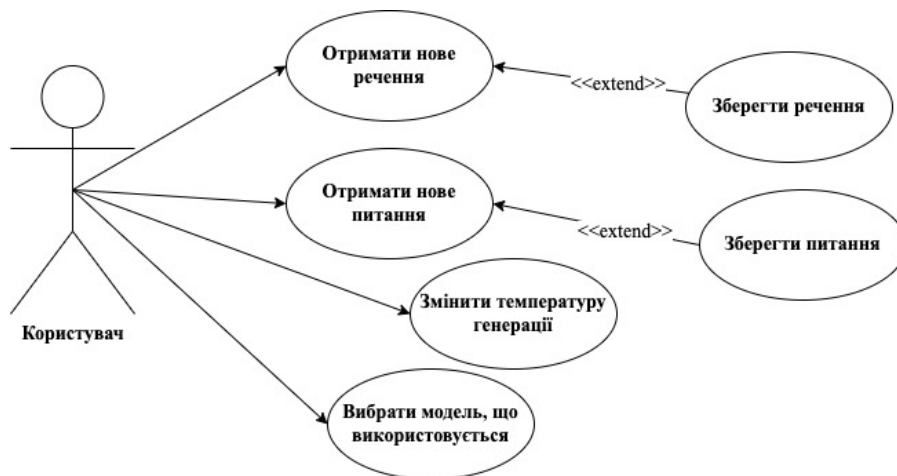 Отримати нове
речення
<<extend>>
Зберегти речення
Отримати нове
питання
<<extend>>
Зберегти питання
Змінити температуру
генерації
Користувач
Вибрати модель, що
використовується